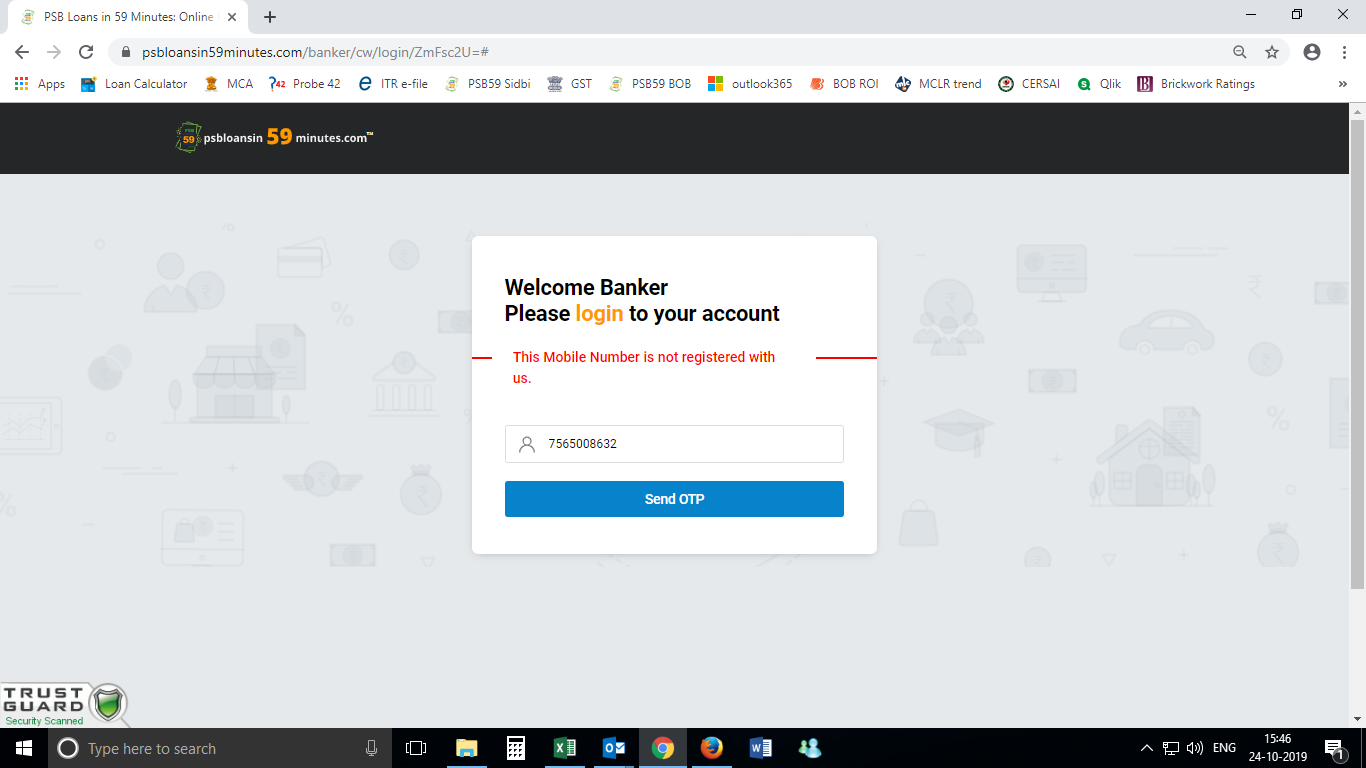 PSB Loans in 59 Minutes: Online
psbloansin59minutes.com/banker/cw/login/ZmFsc2U=#
Apps Loan Calculator MCA Probe 42 ITR e-file PSB59 Sidbi GST PSB59 BOB outlook365 BOB ROI MCLR trend CERSAI Qlik Brickwork Ratings »
psbloansin 59 minutes.com™
Welcome Banker
Please login to your account
This Mobile Number is not registered with
us.
7565008632
Send OTP
TRUST
GUARD
Security Scanned
Type here to search
ENG
15:46
24-10-2019
1